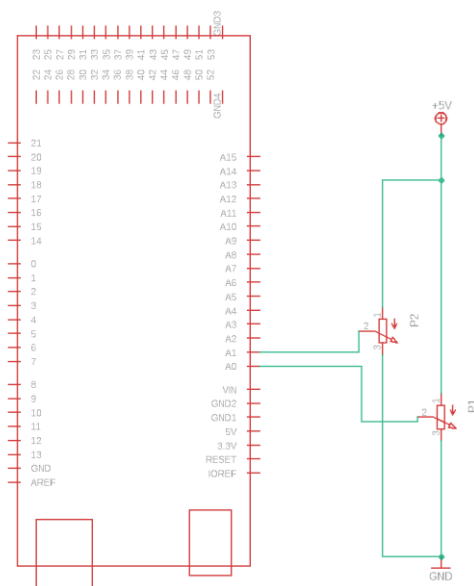 GND3
23 25 27 29 31 33 35 37 39 41 43 45 47 49 51 53
22 24 26 28 30 32 34 36 38 40 42 44 46 48 50 52
GND4
21
20
19
18
17
16
15
14
0
1
2
3
4
5
6
7
8
9
10
11
12
13
GND
AREF
A15
A14
A13
A12
A11
A10
A9
A8
A7
A6
A5
A4
A3
A2
A1
A0
VIN
GND2
GND1
5V
3.3V
RESET
IOREF
+5V
1
2
3
P2
1
2
3
P1
GND